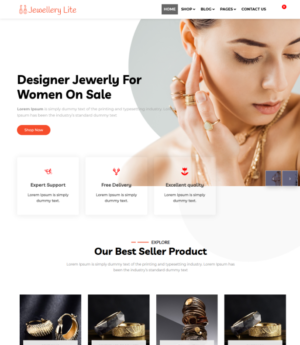 Jewellery Lite
HOME SHOP BLOG PAGES CONTACT US
Designer Jewerly For
Women On Sale
Lorem Ipsum is simply dummy text of the printing and typesetting industry. Lorem
Ipsum has been the industry's standard dummy text ever since the
Shop Now
Expert Support
Lorem Ipsum is simply
dummy text
Free Delivery
Lorem Ipsum is simply
dummy text
Excellent quality
Lorem Ipsum is simply
dummy text
EXPLORE
Our Best Seller Product
Lorem Ipsum is simply dummy text of the printing and typesetting industry. Lorem Ipsum has
been the industry's standard dummy text.